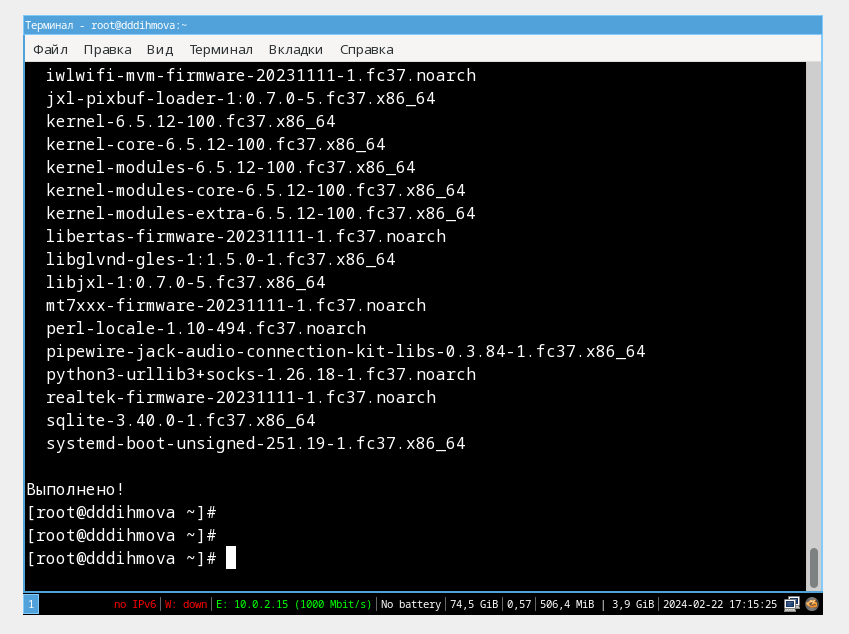 Терминал - root@dddihmova:~
Файл Правка Вид Терминал Вкладки Справка
iwlwifi-mvm-firmware-20231111-1.fc37.noarch
jxl-pixbuf-loader-1:0.7.0-5.fc37.x86_64
kernel-6.5.12-100.fc37.x86_64
kernel-core-6.5.12-100.fc37.x86_64
kernel-modules-6.5.12-100.fc37.x86_64
kernel-modules-core-6.5.12-100.fc37.x86_64
kernel-modules-extra-6.5.12-100.fc37.x86_64
libertas-firmware-20231111-1.fc37.noarch
libglvnd-gles-1:1.5.0-1.fc37.x86_64
libjxl-1:0.7.0-5.fc37.x86_64
mt7xxx-firmware-20231111-1.fc37.noarch
perl-locale-1.10-494.fc37.noarch
pipewire-jack-audio-connection-kit-libs-0.3.84-1.fc37.x86_64
python3-urllib3+socks-1.26.18-1.fc37.noarch
realtek-firmware-20231111-1.fc37.noarch
sqlite-3.40.0-1.fc37.x86_64
systemd-boot-unsigned-251.19-1.fc37.x86_64
Выполнено!
[root@dddihmova ~]#
[root@dddihmova ~]#
[root@dddihmova ~]#
1 no IPv6 | W: down | E: 10.0.2.15 (1000 Mbit/s) | No battery | 74,5 GiB | 0,57 | 506,4 MiB | 3,9 GiB | 2024-02-22 17:15:25